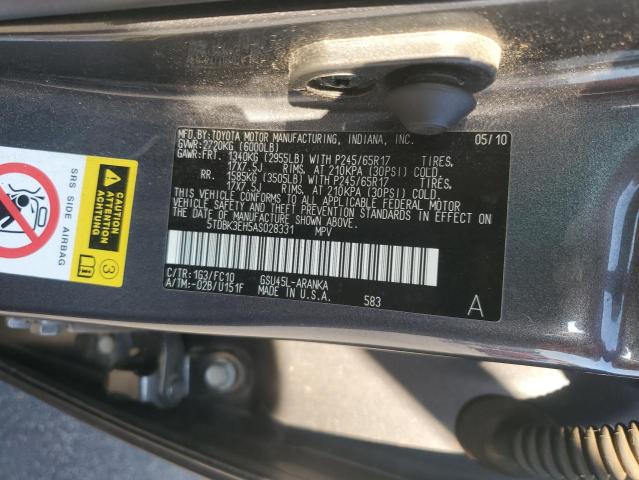 MFD.BY:TOYOTA MOTOR MANUFACTURING, INDIANA, INC. 05/10
GVWR:2720KG (6000LB)
GAWR:FRT. 1340KG (2955LB) WITH P245/65R17 TIRES,
17X7.5J RIMS. AT 210KPA (30PSI) COLD
RR. 1585KG (3505LB) WITH P245/65R17 TIRES,
17X7.5J RIMS. AT 210KPA (30PSI) COLD
THIS VEHICLE CONFORMS TO ALL APPLICABLE FEDERAL MOTOR
VEHICLE SAFETY AND THEFT PREVENTION STANDARDS IN EFFECT ON
THE DATE OF MANUFACTURE SHOWN ABOVE.
5TDBK3EH5AS028331 MPV
C/TR:1G3/FC10 GSU45L-ARANKA
A/TM:-02B/U151F MADE IN U.S.A. 583 A
SRS SIDE AIRBAG
CAUTION
ATTENTION
ACHTUNG
3